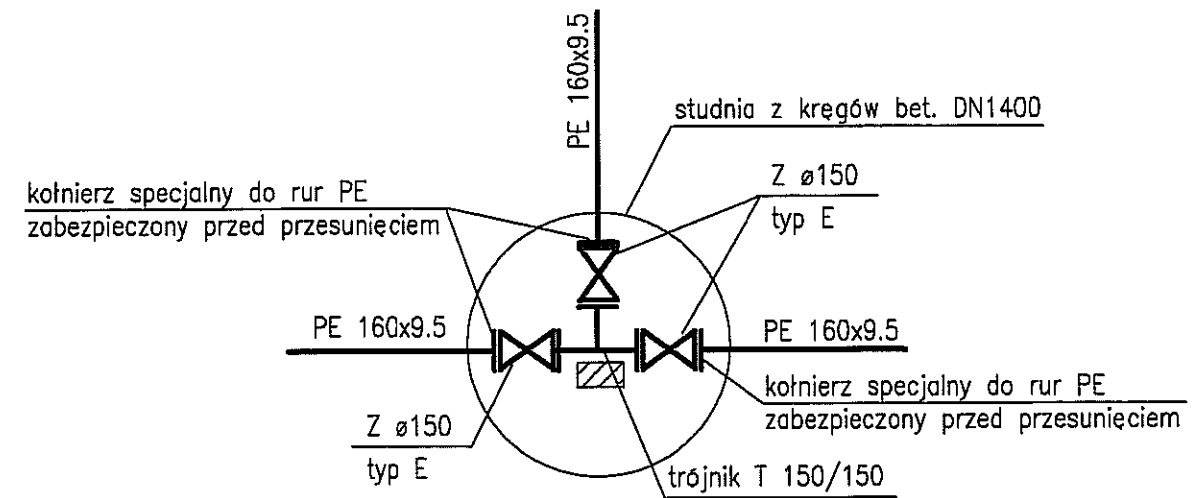 PE 160x9.5
studnia z kręgów bet. DN1400
Z ø150
typ E
kołnierz specjalny do rur PE
zabezpieczony przed przesunięciem
PE 160x9.5
PE 160x9.5
kołnierz specjalny do rur PE
zabezpieczony przed przesunięciem
Z ø150
typ E
trójnik T 150/150